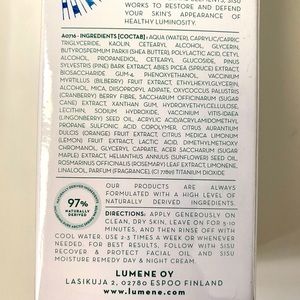 WORKS TO RESTORE AND DEFEND
YOUR SKIN'S APPEARANCE OF
HEALTHY LUMINOSITY.
A0716 - INGREDIENTS [СОСТАВ]: AQUA (WATER), CAPRYLIC/CAPRIC
TRIGLYCERIDE, KAOLIN, CETEARYL ALCOHOL, GLYCERIN,
BUTYROSPERMUM PARKII (SHEA BUTTER), POLYLACTIC ACID, CETYL
ALCOHOL, PROPANEDIOL, CETEARYL GLUCOSIDE, PINUS
SYLVESTRIS (PINE) BARK EXTRACT, ABIES PICEA (SPRUCE) EXTRACT,
BIOSACCHARIDE GUM-4, PHENOXYETHANOL, VACCINIUM
MYRTILLUS (BILBERRY) FRUIT EXTRACT, ETHYLHEXYLGLYCERIN,
MICA, DIISOPROPYL ADIPATE, OXYCOCCUS PALUSTRIS
(CRANBERRY) BERRY FIBRE, SACCHARUM OFFICINARUM (SUGAR
CANE) EXTRACT, XANTHAN GUM, HYDROXYETHYLCELLULOSE,
LECITHIN, SODIUM HYDROXIDE, VACCINIUM VITIS-IDAEA
(LINGONBERRY) SEED OIL, ACRYLOYLDIMETHYLTAURATE,
PROPANE SULFONIC ACID COPOLYMER, CITRUS AURANTIUM
DULCIS (ORANGE) FRUIT EXTRACT, CITRUS MEDICA LIMONUM
(LEMON) FRUIT EXTRACT, LACTIC ACID, DIMETHYLMETHOXY
CHROMANOL, GLYCERYL CAPRATE, ACER SACCHARUM (SUGAR
MAPLE) EXTRACT, HELIANTHUS ANNUUS (SUNFLOWER) SEED OIL,
ROSMARINUS OFFICINALIS (ROSEMARY) LEAF EXTRACT, LIMONENE,
LINALOOL, PARFUM (FRAGRANCE), (CI 77891) TITANIUM DIOXIDE
97%
NATURALLY
DERIVED
OUR PRODUCTS ARE ALWAYS
FORMULATED WITH A HIGH LEVEL OF
NATURALLY DERIVED INGREDIENTS.
DIRECTIONS: APPLY GENEROUSLY ON
CLEAN, DRY SKIN, LEAVE ON FOR 5-10
MINUTES, AND THEN RINSE OFF WITH
COOL WATER. USE 2-3 TIMES A WEEK OR WHENEVER
NEEDED. FOR BEST RESULTS, FOLLOW WITH SISU
RECOVER & PROTECT FACIAL OIL AND SISU
MOISTURE REMEDY DAY & NIGHT CREAM.
LUMENE OY
LASIKUJA 2, 02780 ESPOO FINLAND
www.lumene.com